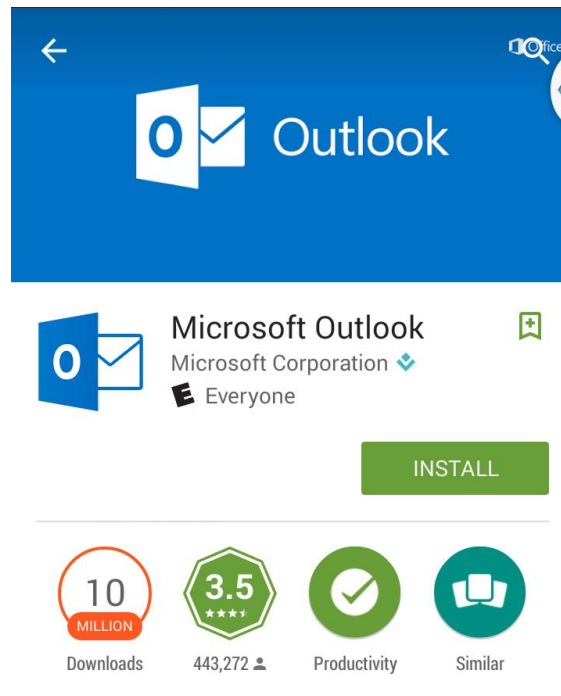 Office
O Outlook
Microsoft Outlook
O
Microsoft Corporation
E Everyone
INSTALL
10
MILLION
3.5
Downloads
443,272
Productivity
Similar